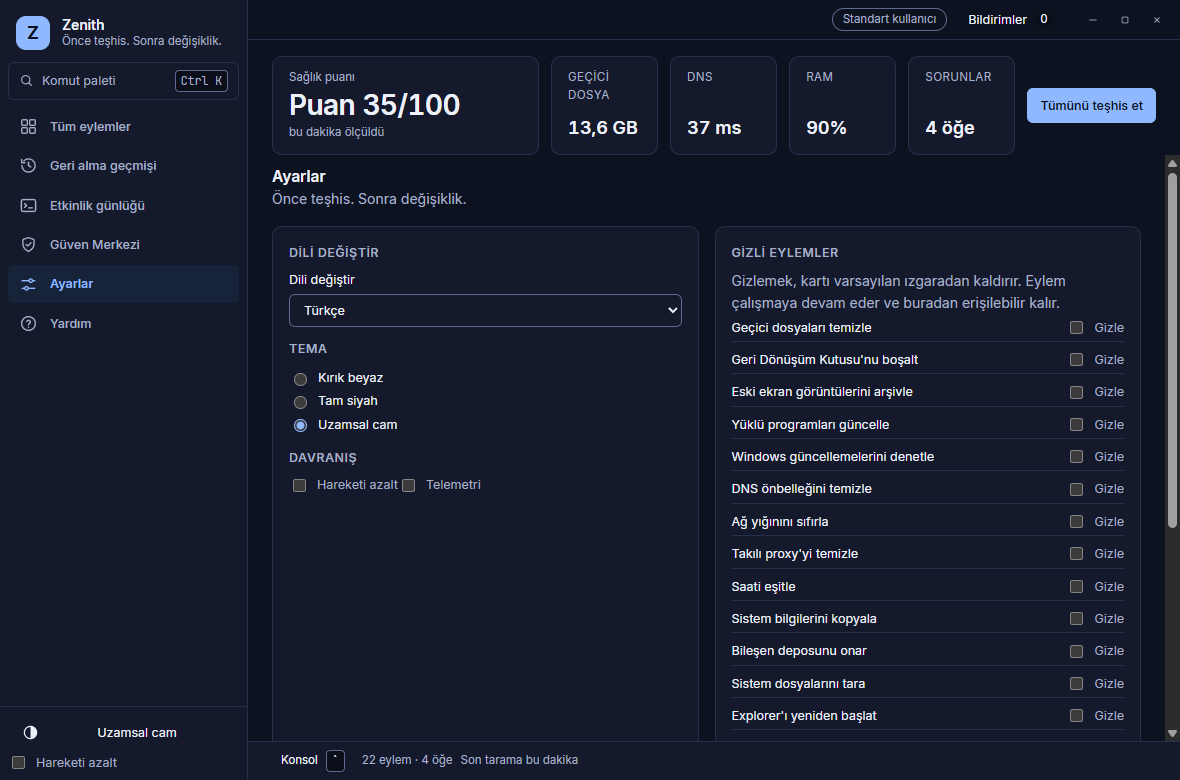 Z
Zenith
Önce teşhis. Sonra değişiklik.
Komut paleti Ctrl K
Tüm eylemler
Geri alma geçmişi
Etkinlik günlüğü
Güven Merkezi
Ayarlar
Yardım
Uzamsal cam
Hareketi azalt
Standart kullanıcı Bildirimler 0
Sağlık puanı
Puan 35/100
bu dakika ölçüldü
GEÇİCİ
DOSYA
13,6 GB
DNS
37 ms
RAM
90%
SORUNLAR
4 öğe
Tümünü teşhis et
Ayarlar
Önce teşhis. Sonra değişiklik.
DİLİ DEĞİŞTİR
Dili değiştir
Türkçe
TEMA
Kırık beyaz
Tam siyah
Uzamsal cam
DAVRANIŞ
Hareketi azalt Telemetri
GİZLİ EYLEMLER
Gizlemek, kartı varsayılan ızgaradan kaldırır. Eylem
çalışmaya devam eder ve buradan erişilebilir kalır.
Geçici dosyaları temizle Gizle
Geri Dönüşüm Kutusu'nu boşalt Gizle
Eski ekran görüntülerini arşivle Gizle
Yüklü programları güncelle Gizle
Windows güncellemelerini denetle Gizle
DNS önbelleğini temizle Gizle
Ağ yığınını sıfırla Gizle
Takılı proxy'yi temizle Gizle
Saati eşitle Gizle
Sistem bilgilerini kopyala Gizle
Bileşen deposunu onar Gizle
Sistem dosyalarını tara Gizle
Explorer'ı yeniden başlat Gizle
Konsol ` 22 eylem · 4 öğe Son tarama bu dakika